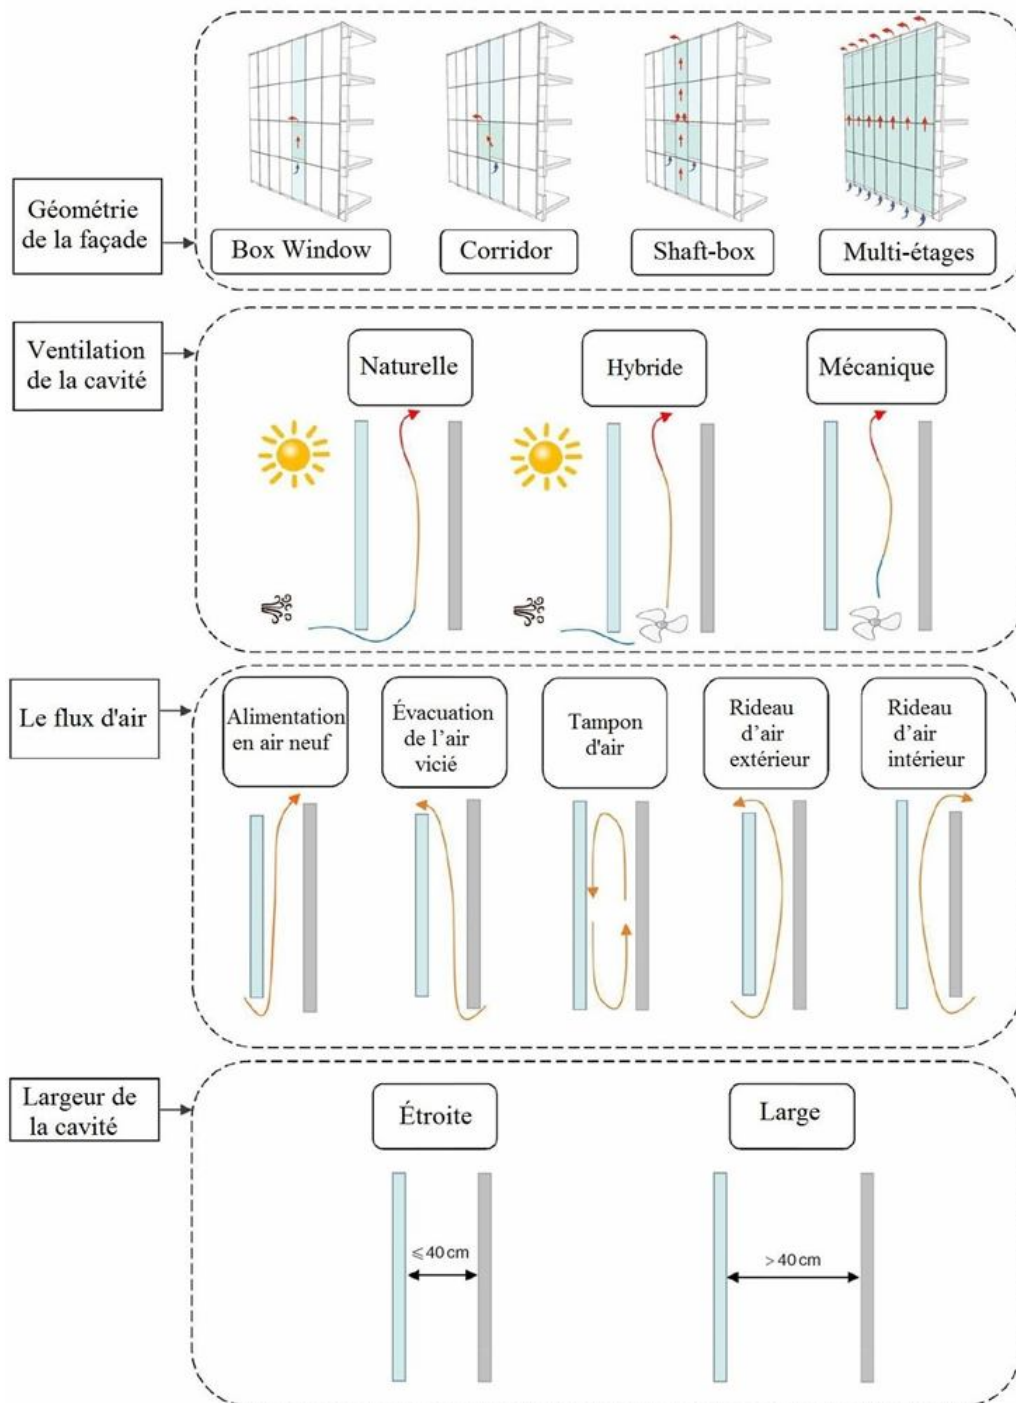 Géométrie
de la façade
Box Window
Corridor
Shaft-box
Multi-étages
Ventilation
de la cavité
Naturelle
Hybride
Mécanique
Le flux d'air
Alimentation
en air neuf
Évacuation
de l’air
vicié
Tampon
d'air
Rideau
d’air
extérieur
Rideau
d’air
intérieur
Largeur de
la cavité
Étroite
Large
⩽ 40 cm
> 40 cm